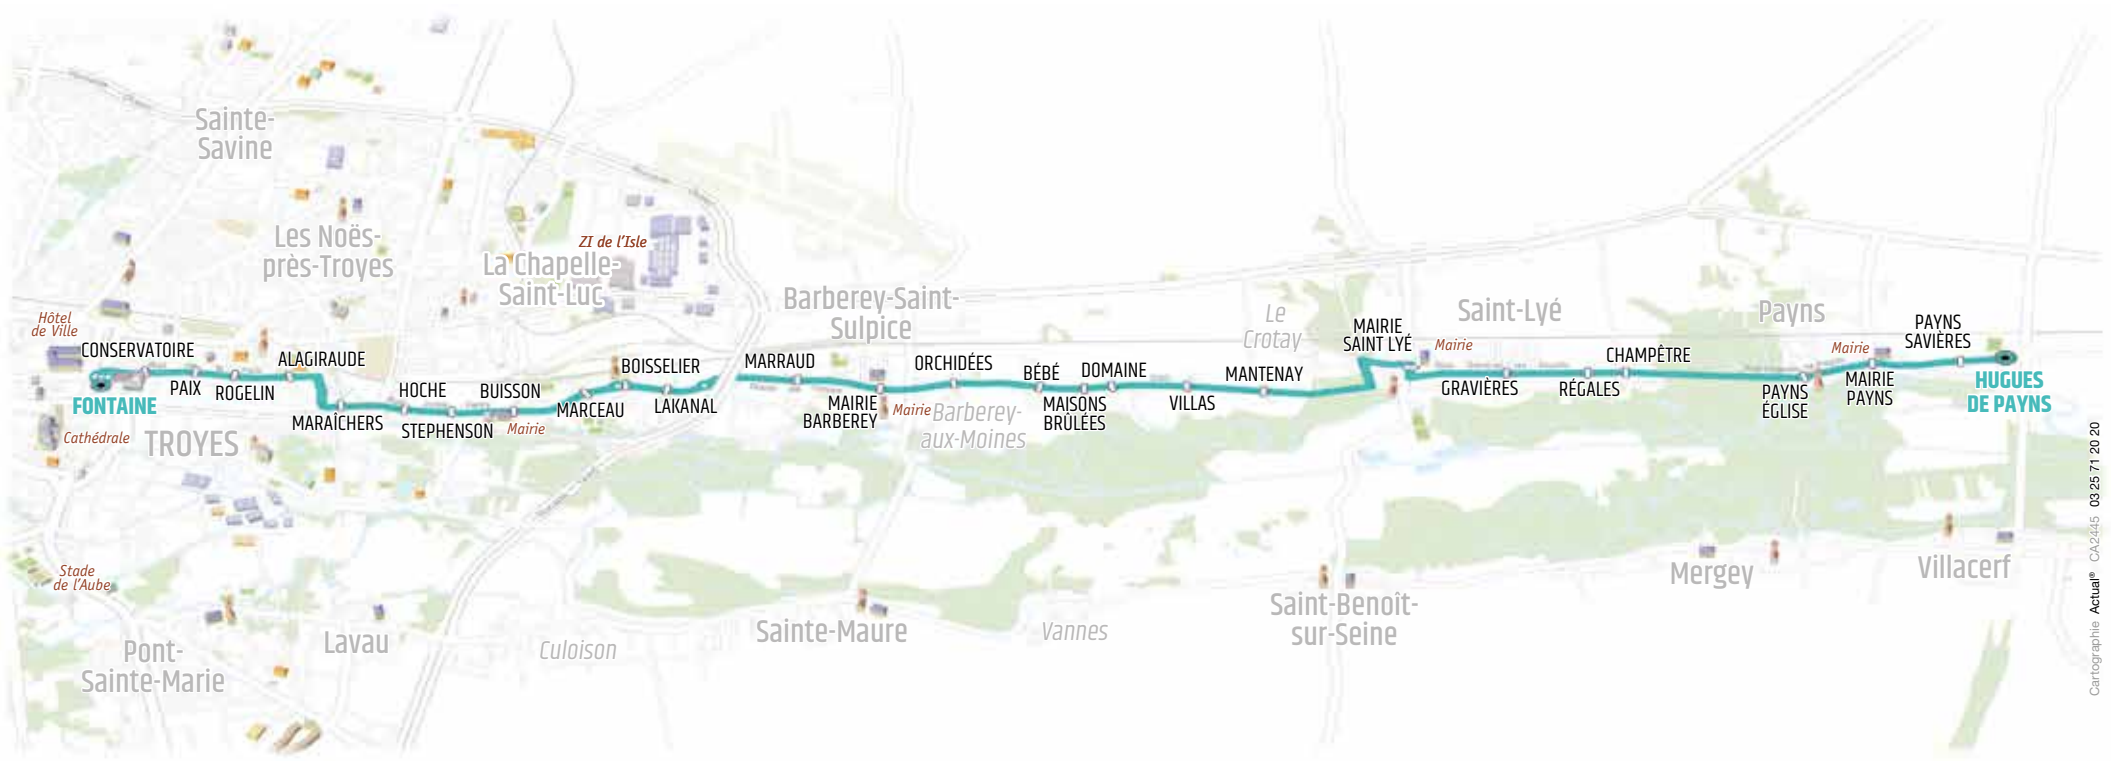 Sainte-
Savine
Les Noës-
près-Troyes
ZI de l'Isle
La Chapelle-
Saint-Luc
Barberey-Saint-
Sulpice
Le
Crotay
Saint-Lyé
Payns
Hôtel
de Ville
CONSERVATOIRE
FONTAINE
PAIX
ROGELIN
ALAGIRAUDE
MARAÎCHERS
HOCHE
STEPHENSON
BUISSON
Mairie
MARCEAU
BOISSELIER
LAKANAL
MARRAUD
MAIRIE
BARBEREY
Mairie
Barberey-
aux-Moines
ORCHIDÉES
BÉBÉ
MAISONS
BRÛLÉES
DOMAINE
VILLAS
MANTENAY
MAIRIE
SAINT LYÉ
Mairie
GRAVIÈRES
RÉGALES
CHAMPÊTRE
PAYNS
ÉGLISE
Mairie
MAIRIE
PAYNS
PAYNS
SAVIÈRES
HUGUES
DE PAYNS
Cathédrale
TROYES
Stade
de l'Aube
Pont-
Sainte-Marie
Lavau
Culoison
Sainte-Maure
Vannes
Saint-Benoît-
sur-Seine
Mergey
Villacerf
Cartographie Actual® CA2445 03 25 71 20 20